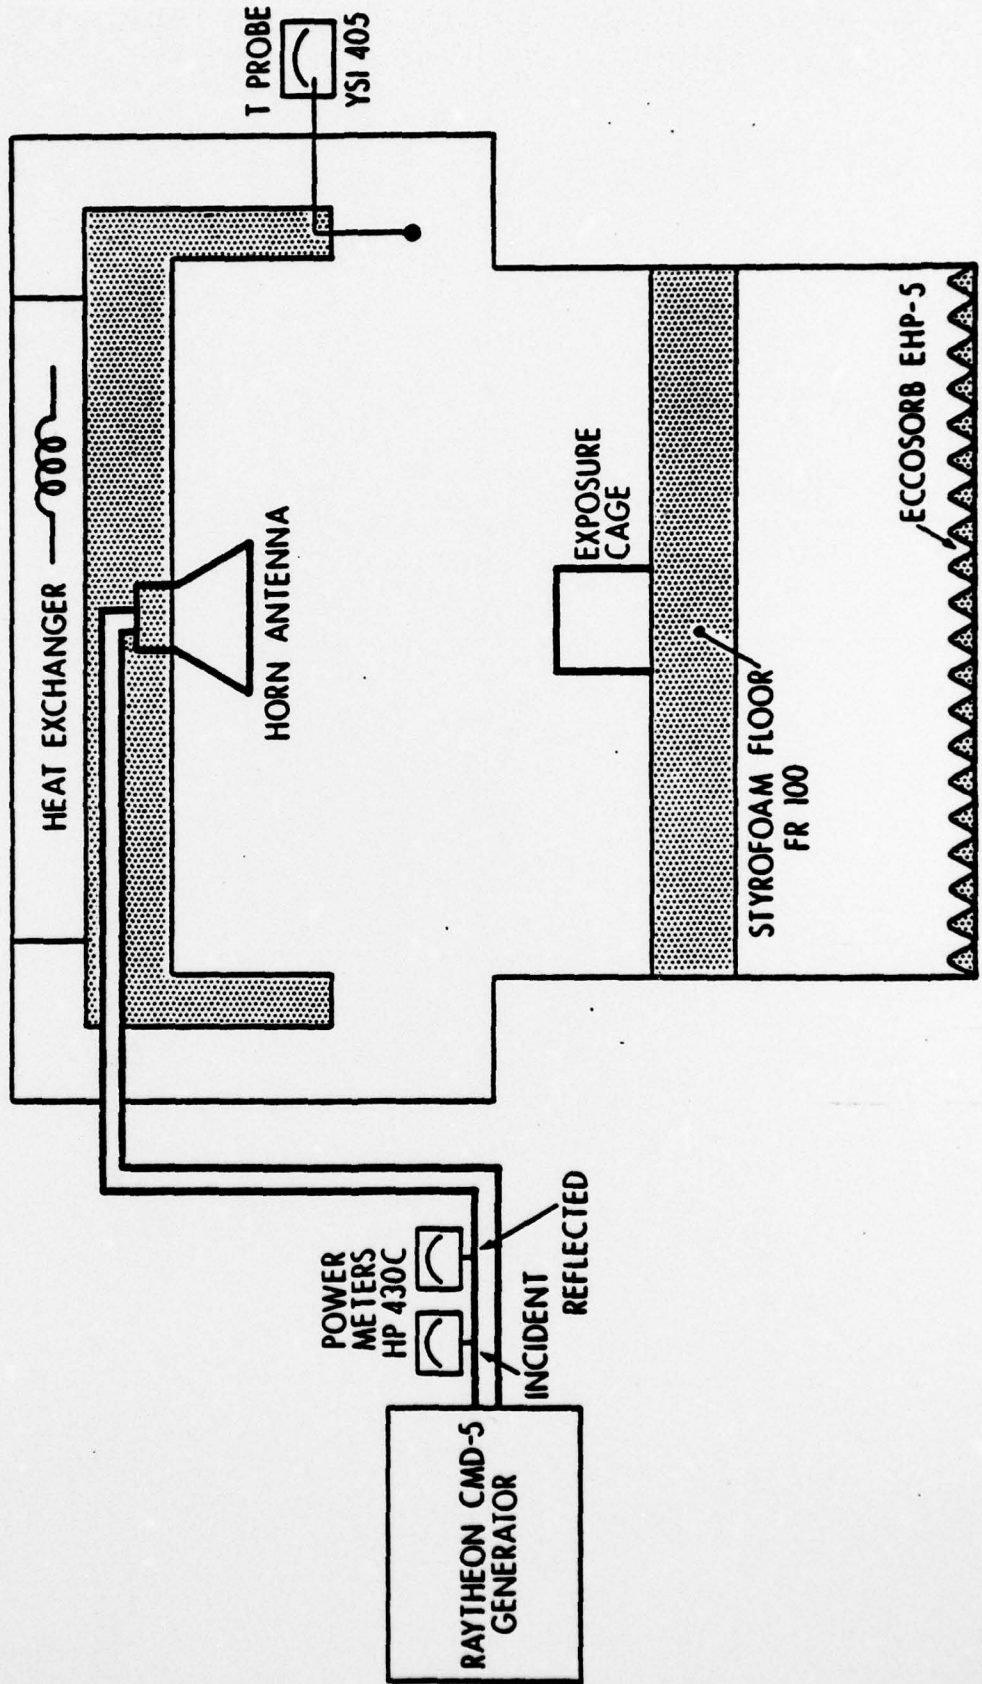 HEAT EXCHANGER
T PROBE
YSI 405
HORN ANTENNA
POWER
METERS
HP 430C
INCIDENT
REFLECTED
RAYTHEON CMD-5
GENERATOR
EXPOSURE
CAGE
STYROFOAM FLOOR
FR 100
ECCOSORB EHP-5